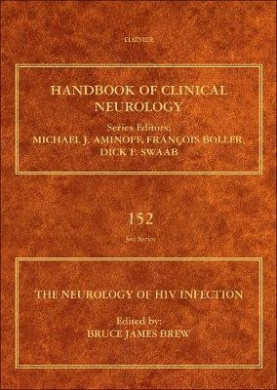 ELSEVIER
HANDBOOK OF CLINICAL
NEUROLOGY
Series Editors:
MICHAEL J. AMINOFF, FRANÇOIS BOLLER,
DICK F. SWAAB
152
3rd Series
THE NEUROLOGY OF HIV INFECTION
Edited by:
BRUCE JAMES BREW